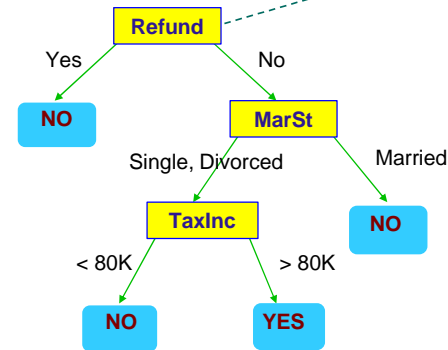 Refund
Yes
No
NO
MarSt
Single, Divorced
Married
TaxInc
NO
< 80K
> 80K
NO
YES